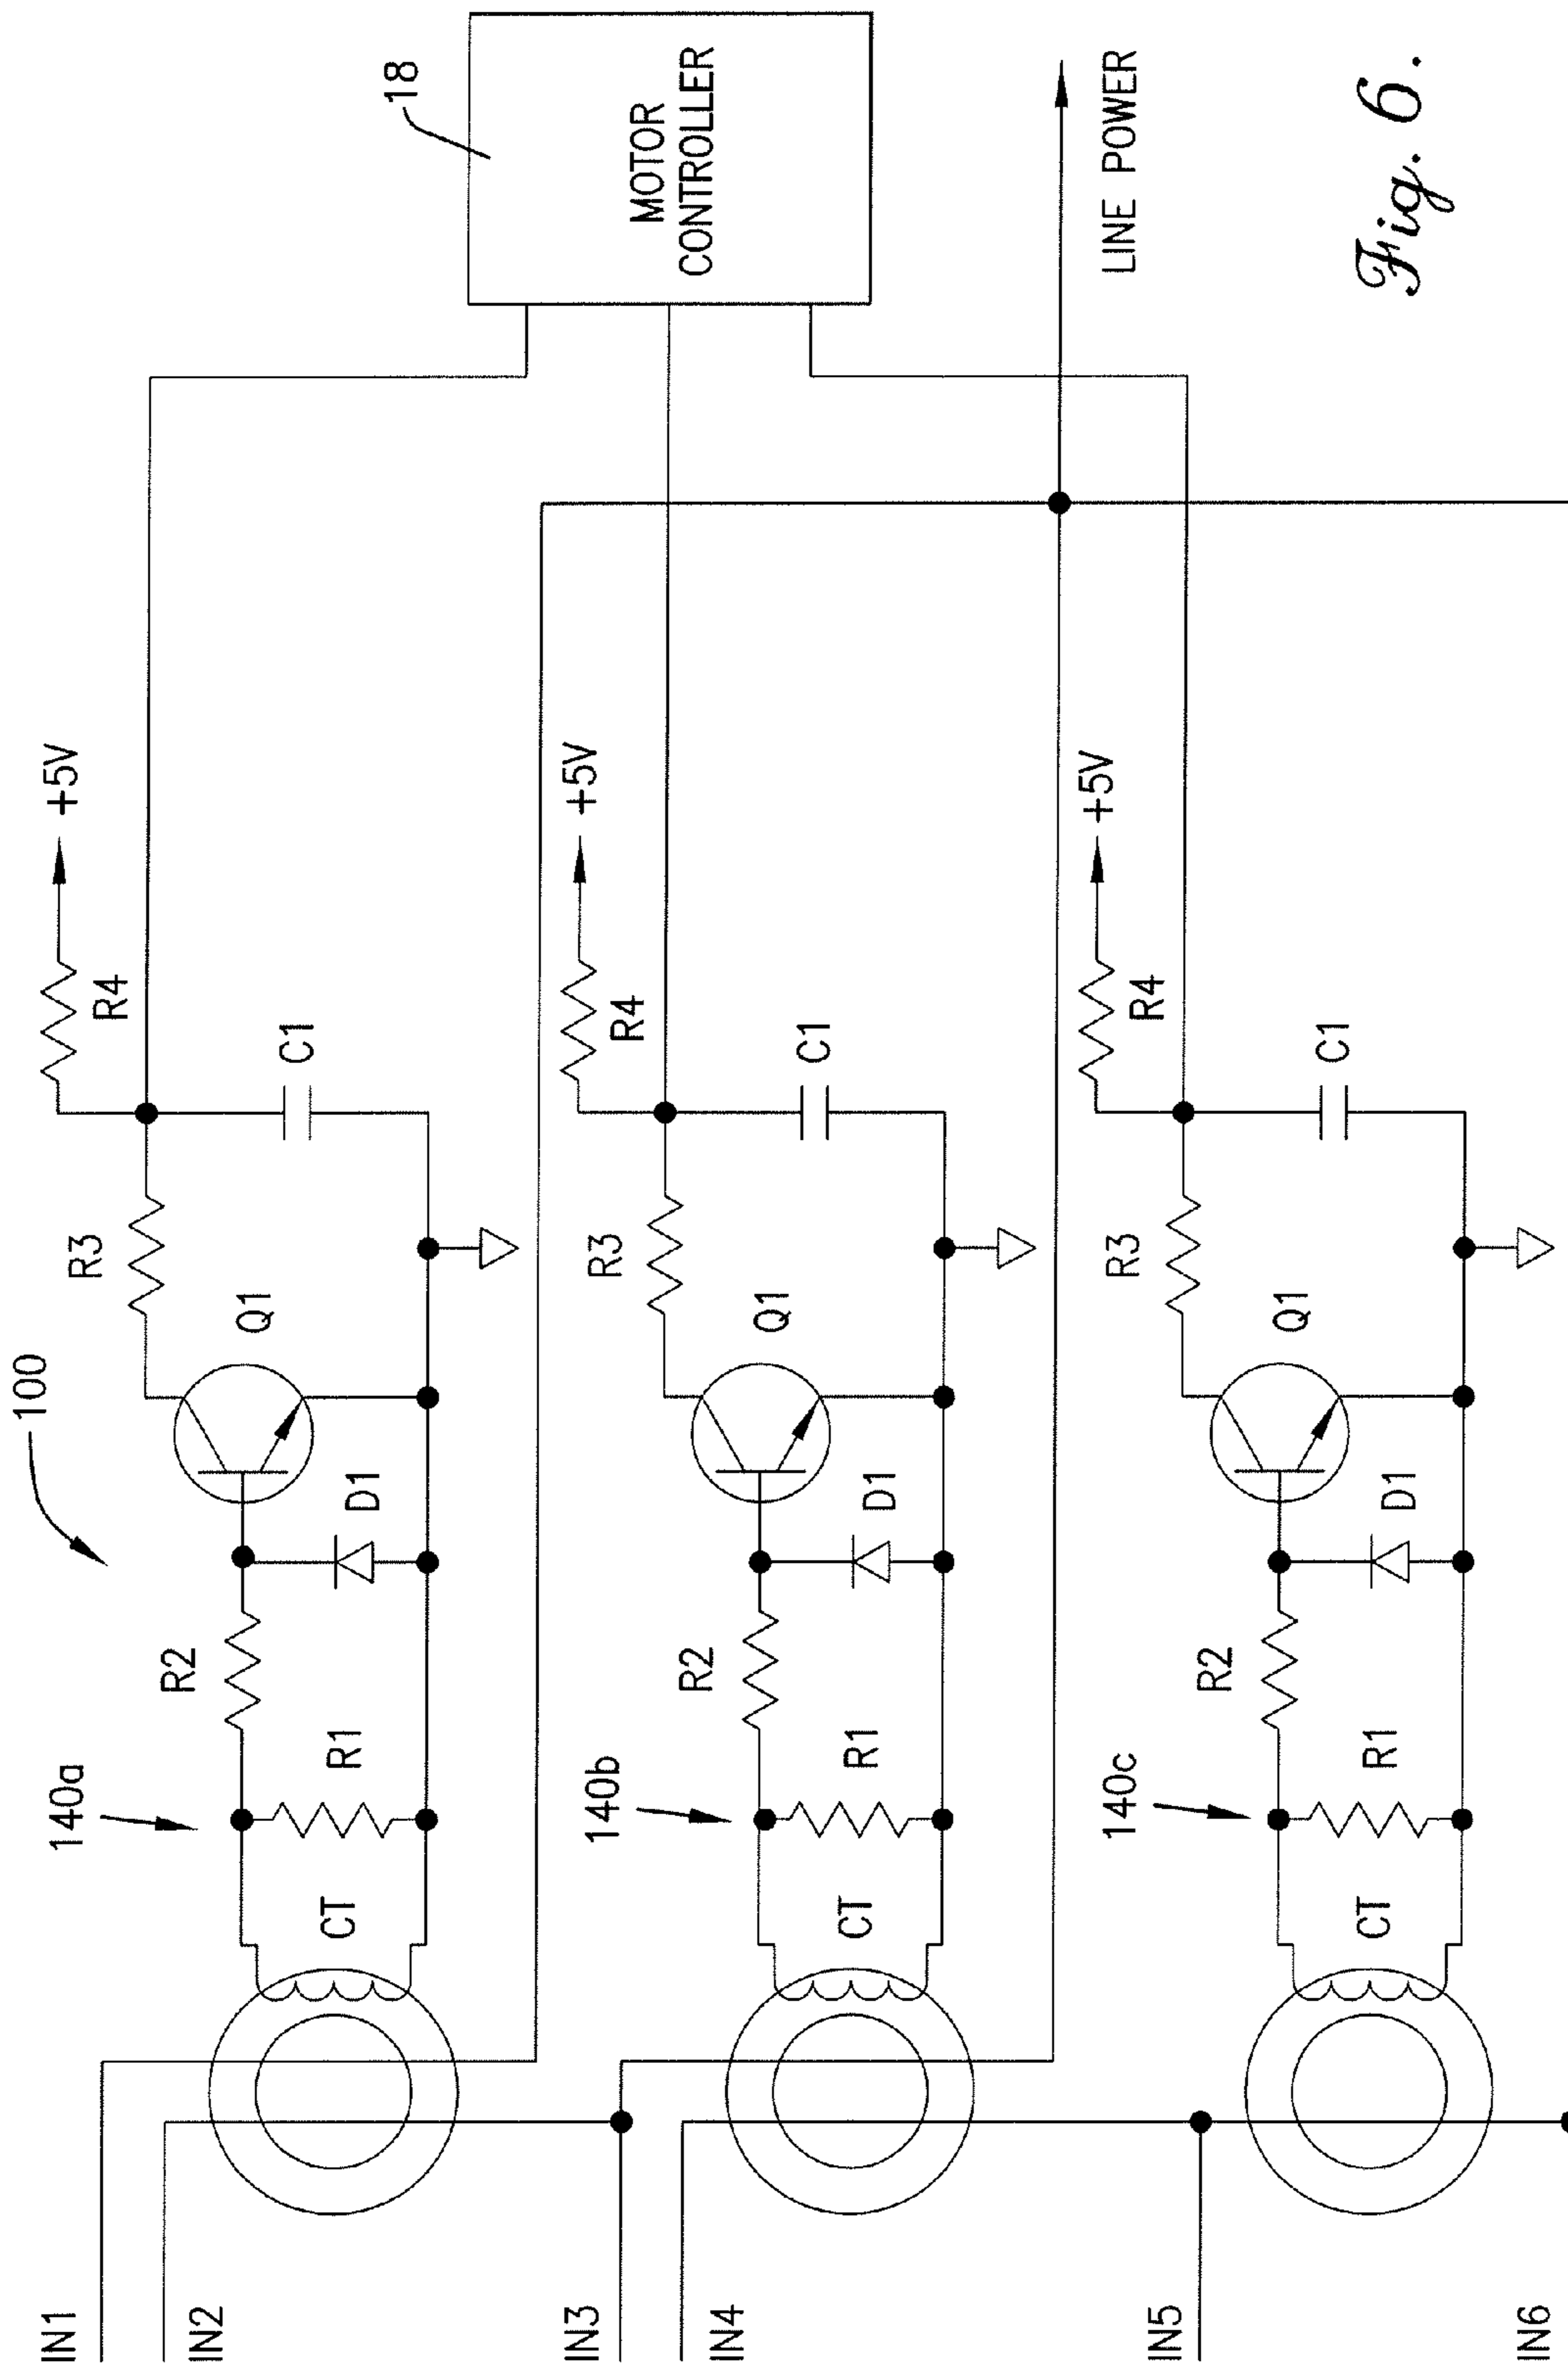 100
18
140a
IN1
IN2
CT
R1
R2
D1
Q1
R3
C1
R4
+5V
MOTOR
CONTROLLER
140b
IN3
IN4
CT
R1
R2
D1
Q1
R3
C1
R4
+5V
LINE POWER
140c
IN5
IN6
CT
R1
R2
D1
Q1
R3
C1
R4
+5V
Fig. 6.